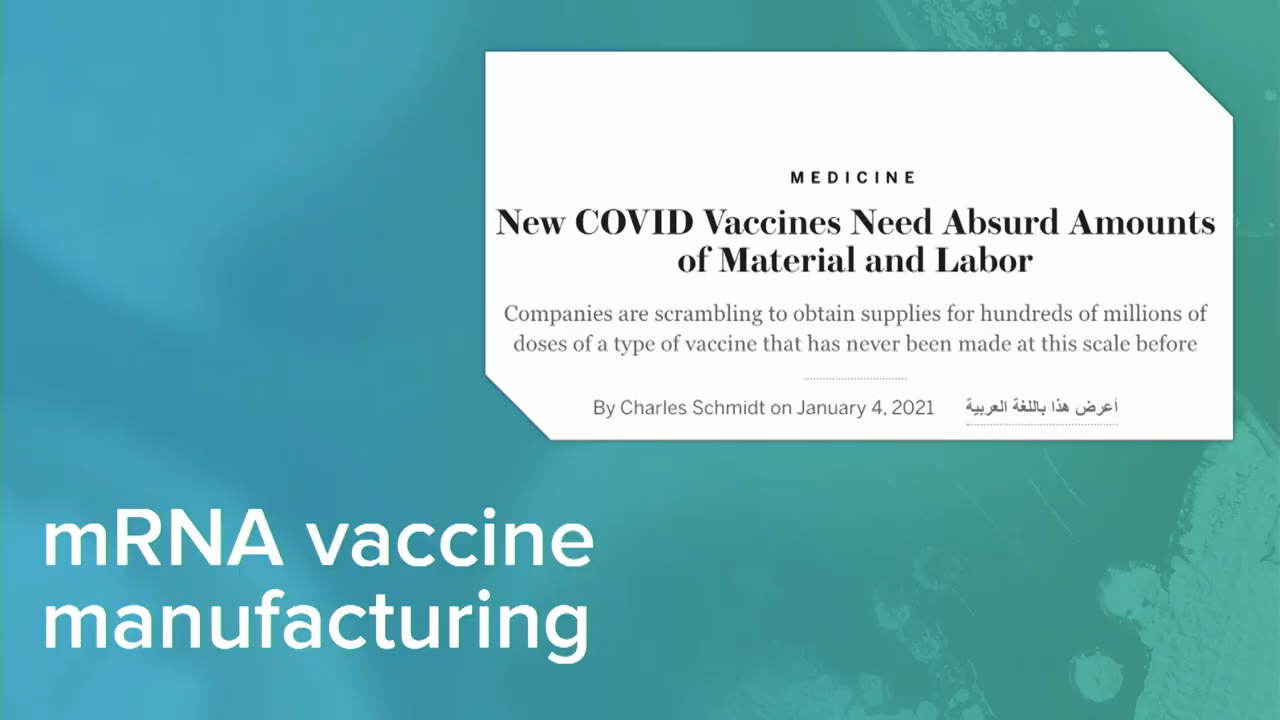 MEDICINE
New COVID Vaccines Need Absurd Amounts
of Material and Labor
Companies are scrambling to obtain supplies for hundreds of millions of
doses of a type of vaccine that has never been made at this scale before
By Charles Schmidt on January 4, 2021 أعرض هذا باللغة العربية
mRNA vaccine
manufacturing